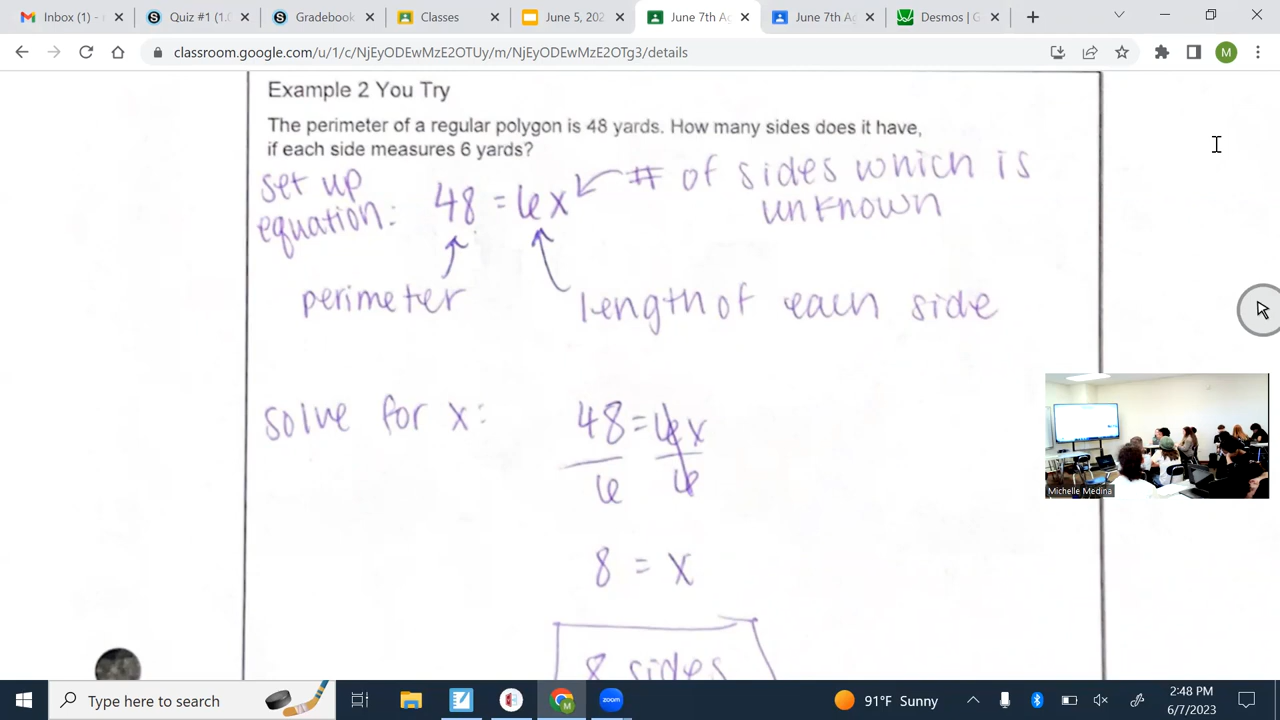 Inbox (1) -
Quiz #1 (1.0
Gradebook
Classes
June 5, 202
June 7th Ag
June 7th Ag
Desmos | G
classroom.google.com/u/1/c/NjEyODEwMzE2OTUy/m/NjEyODEwMzE2OTg3/details
M
Example 2 You Try
The perimeter of a regular polygon is 48 yards. How many sides does it have,
if each side measures 6 yards?
set up
equation: 48 = 6x # of sides which is
unknown
perimeter length of each side
solve for x: 48 = 6x
6 6
8 = x
8 sides
Michelle Medina
Type here to search
zoom
91°F Sunny
2:48 PM
6/7/2023